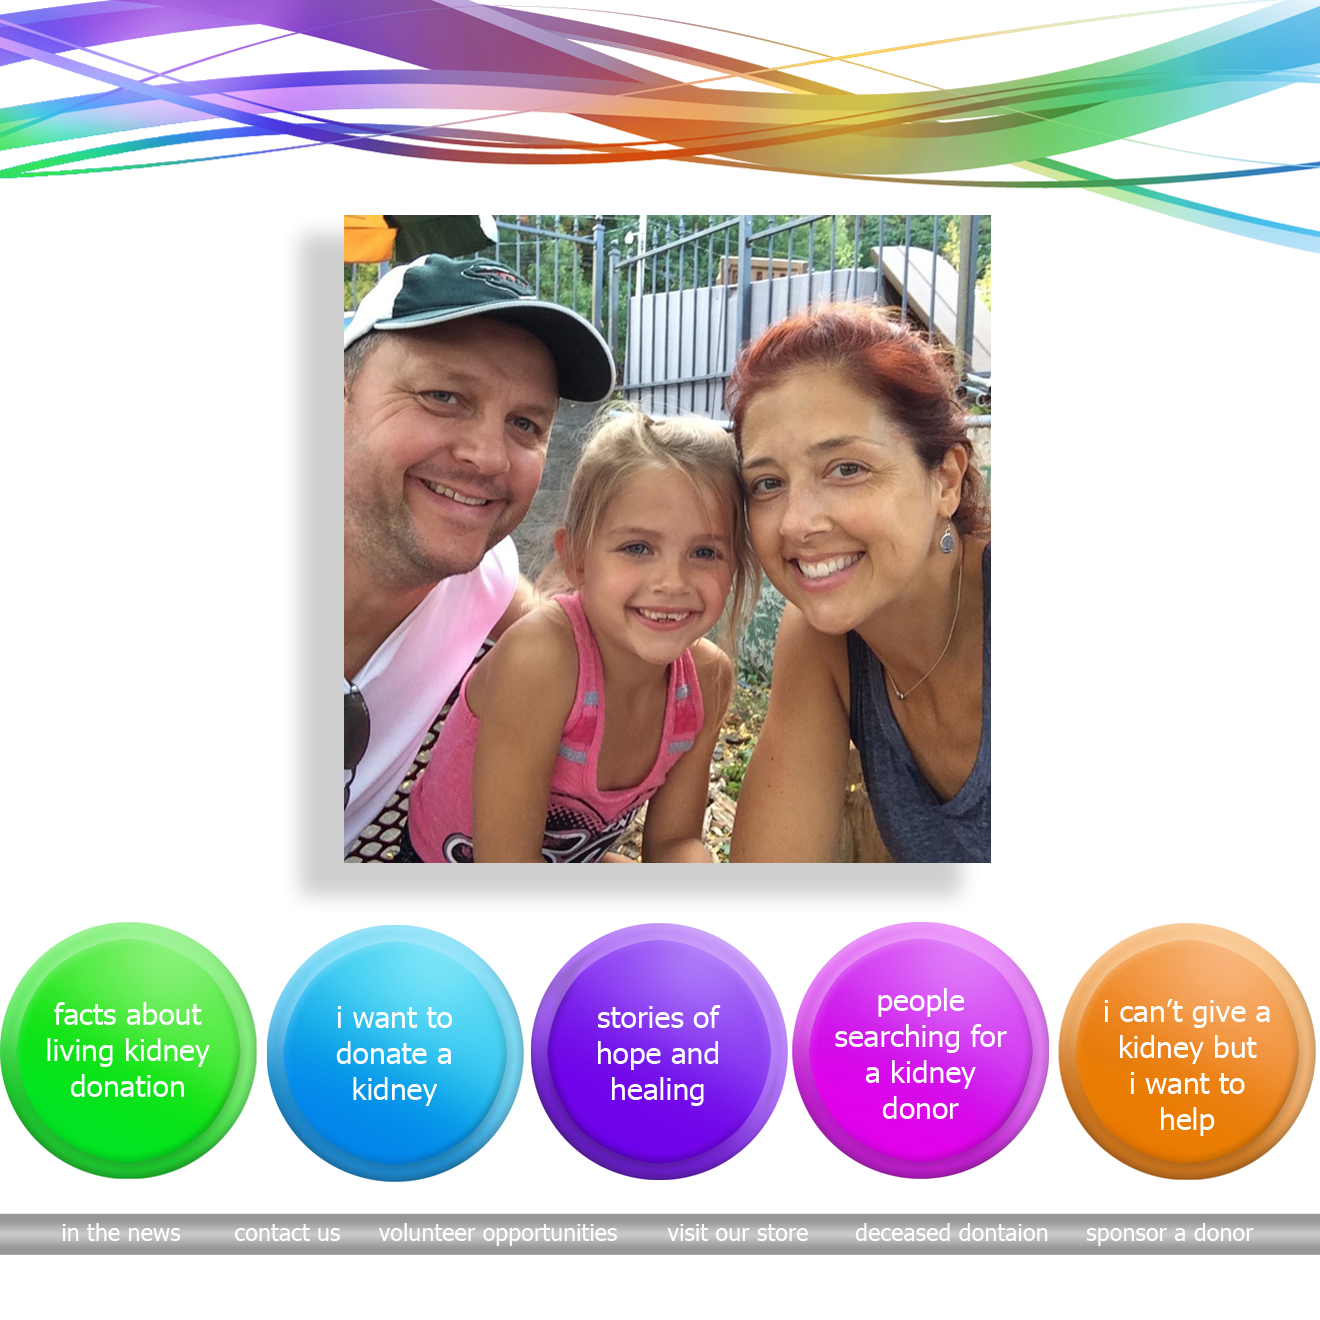 facts about
living kidney
donation
i want to
donate a
kidney
stories of
hope and
healing
people
searching for
a kidney
donor
i can’t give a
kidney but
i want to
help
in the news
contact us
volunteer opportunities
visit our store
deceased dontaion
sponsor a donor